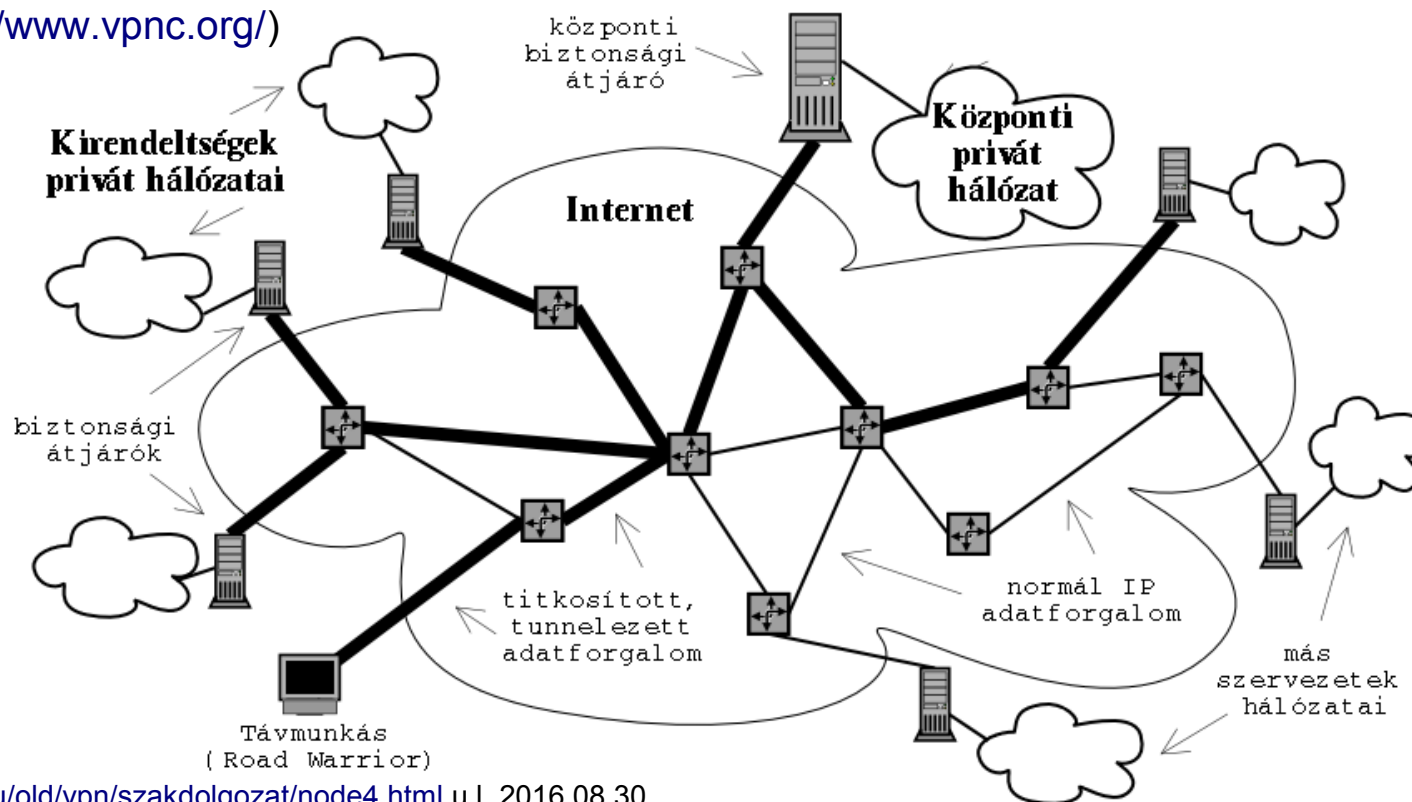 /www.vpnc.org/)
központi
biztonsági
átjáró
Központi
privát
hálózat
Kirendeltségek
privát hálózatai
Internet
biztonsági
átjárók
titkosított,
tunnelezett
adatforgalom
normál IP
adatforgalom
más
szervezetek
hálózatai
Távmunkás
(Road Warrior)
u/old/vpn/szakdolgozat/node4.html u.l. 2016.08.30